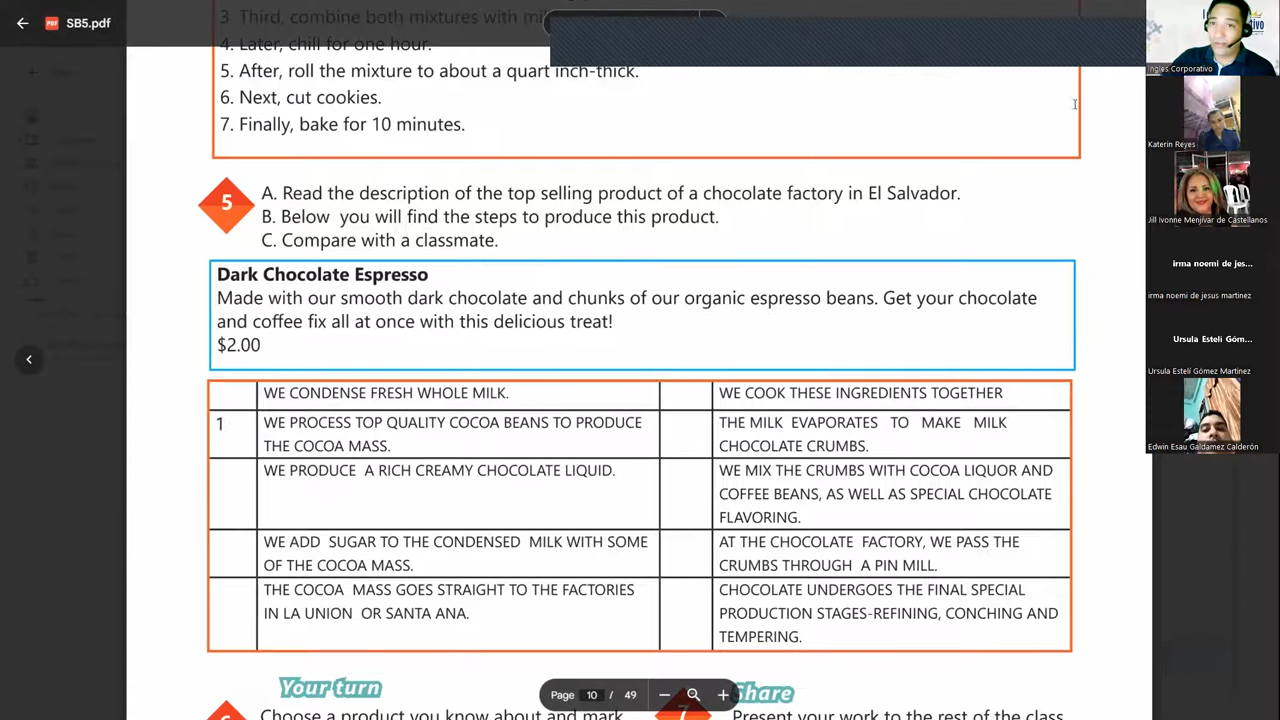 SB5.pdf
3. Third, combine both mixtures with mil
4. Later, chill for one hour.
5. After, roll the mixture to about a quart inch-thick.
6. Next, cut cookies.
7. Finally, bake for 10 minutes.
5
A. Read the description of the top selling product of a chocolate factory in El Salvador.
B. Below you will find the steps to produce this product.
C. Compare with a classmate.
Dark Chocolate Espresso
Made with our smooth dark chocolate and chunks of our organic espresso beans. Get your chocolate
and coffee fix all at once with this delicious treat!
$2.00
WE CONDENSE FRESH WHOLE MILK.
WE COOK THESE INGREDIENTS TOGETHER
1
WE PROCESS TOP QUALITY COCOA BEANS TO PRODUCE
THE COCOA MASS.
THE MILK EVAPORATES TO MAKE MILK
CHOCOLATE CRUMBS.
WE PRODUCE A RICH CREAMY CHOCOLATE LIQUID.
WE MIX THE CRUMBS WITH COCOA LIQUOR AND
COFFEE BEANS, AS WELL AS SPECIAL CHOCOLATE
FLAVORING.
WE ADD SUGAR TO THE CONDENSED MILK WITH SOME
OF THE COCOA MASS.
AT THE CHOCOLATE FACTORY, WE PASS THE
CRUMBS THROUGH A PIN MILL.
THE COCOA MASS GOES STRAIGHT TO THE FACTORIES
IN LA UNION OR SANTA ANA.
CHOCOLATE UNDERGOES THE FINAL SPECIAL
PRODUCTION STAGES-REFINING, CONCHING AND
TEMPERING.
Your turn
Share
Page 10 / 49
Choose a product you know about and mark
Present your work to the rest of the class
Ingles Corporativo
Katerin Reyes
Jill Ivonne Menjivar de Castellanos
irma noemi de jes...
irma noemi de jesus martinez
Ursula Estelí Góm...
Ursula Estelí Gómez Martinez
Edwin Esau Galdamez Calderón